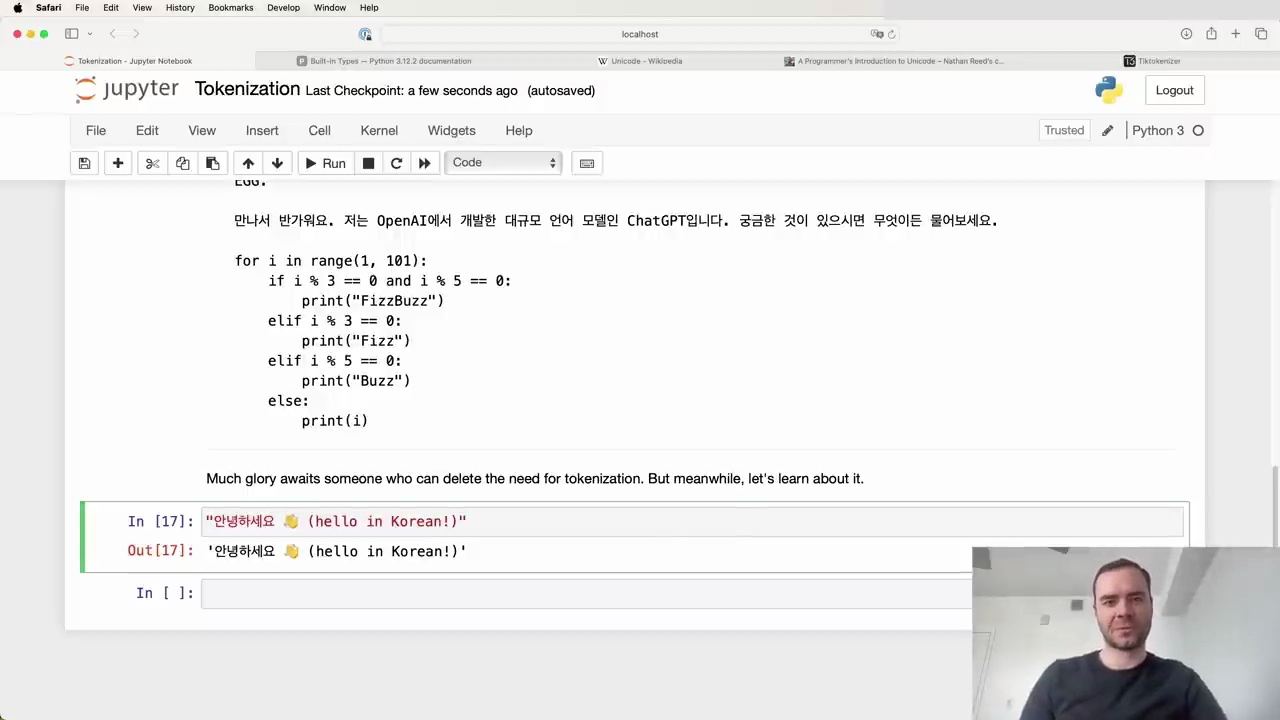 Safari File Edit View History Bookmarks Develop Window Help
localhost
Tokenization - Jupyter Notebook
Built-in Types — Python 3.12.2 documentation
Unicode - Wikipedia
A Programmer's Introduction to Unicode – Nathan Reed's c...
Tiktokenizer
jupyter Tokenization Last Checkpoint: a few seconds ago (autosaved)
Logout
File Edit View Insert Cell Kernel Widgets Help
Trusted
Python 3
Run
Code
EGG.
만나서 반가워요. 저는 OpenAI에서 개발한 대규모 언어 모델인 ChatGPT입니다. 궁금한 것이 있으시면 무엇이든 물어보세요.
for i in range(1, 101):
    if i % 3 == 0 and i % 5 == 0:
        print("FizzBuzz")
    elif i % 3 == 0:
        print("Fizz")
    elif i % 5 == 0:
        print("Buzz")
    else:
        print(i)
Much glory awaits someone who can delete the need for tokenization. But meanwhile, let's learn about it.
In [17]: "안녕하세요 👋 (hello in Korean!)"
Out[17]: '안녕하세요 👋 (hello in Korean!)'
In [ ]: